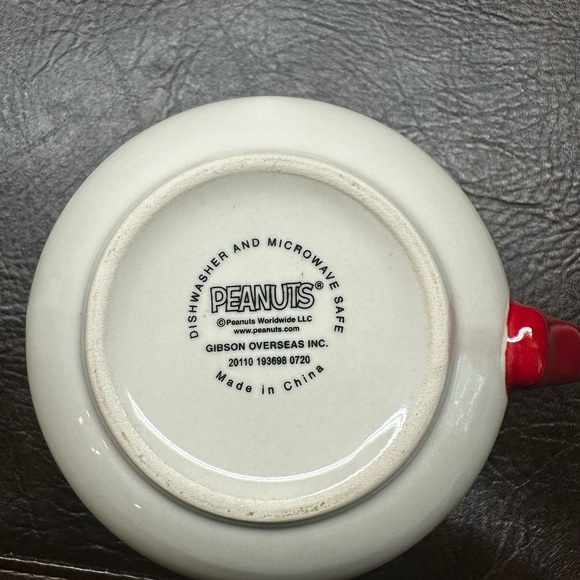 DISHWASHER AND MICROWAVE SAFE
PEANUTS®
©Peanuts Worldwide LLC
www.peanuts.com
GIBSON OVERSEAS INC.
20110 193698 0720
Made in China